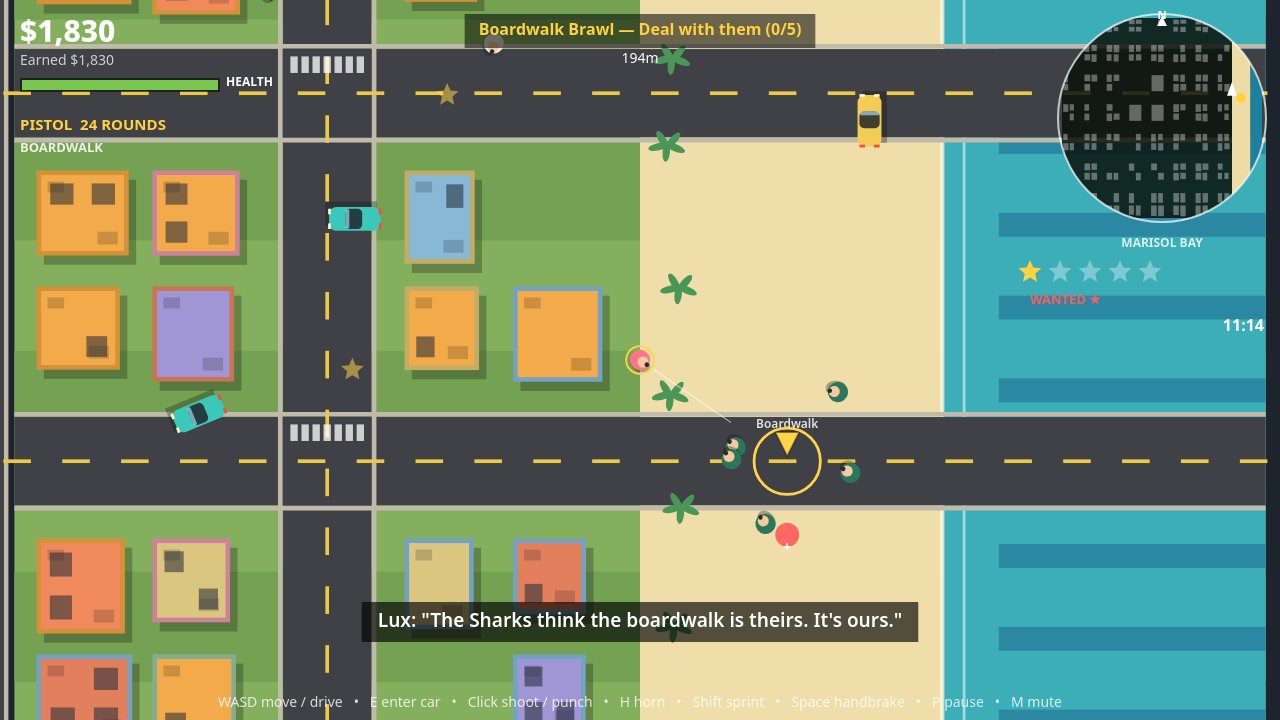 $1,830
Earned $1,830
HEALTH
PISTOL 24 ROUNDS
BOARDWALK
Boardwalk Brawl — Deal with them (0/5)
194m
N
MARISOL BAY
WANTED ★
11:14
Boardwalk
Lux: "The Sharks think the boardwalk is theirs. It's ours."
WASD move / drive • E enter car • Click shoot / punch • H horn • Shift sprint • Space handbrake • P pause • M mute